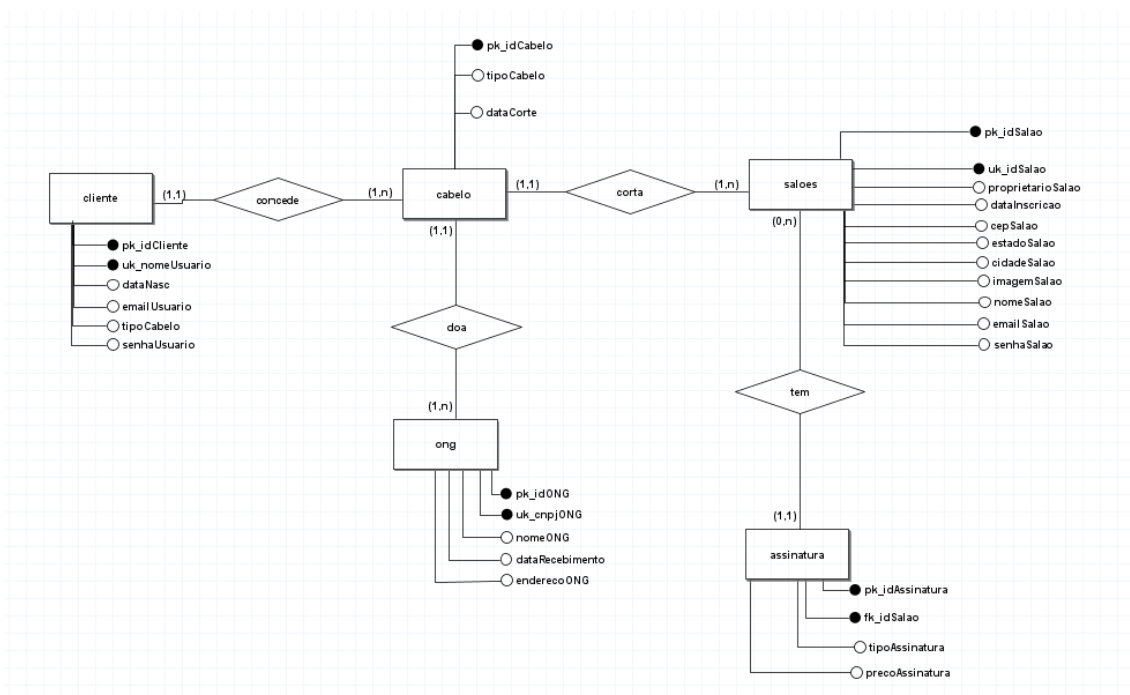 pk_idCabelo
tipoCabelo
dataCorte
cliente
(1,1)
concede
(1,n)
cabelo
(1,1)
corta
(1,n)
saloes
pk_idSalao
uk_idSalao
proprietarioSalao
dataInscricao
cepSalao
estadoSalao
cidadeSalao
imagemSalao
nomeSalao
emailSalao
senhaSalao
pk_idCliente
uk_nomeUsuario
dataNasc
emailUsuario
tipoCabelo
senhaUsuario
(1,1)
doa
(1,n)
ong
pk_idONG
uk_cnpjONG
nomeONG
dataRecebimento
enderecoONG
(0,n)
tem
(1,1)
assinatura
pk_idAssinatura
fk_idSalao
tipoAssinatura
precoAssinatura